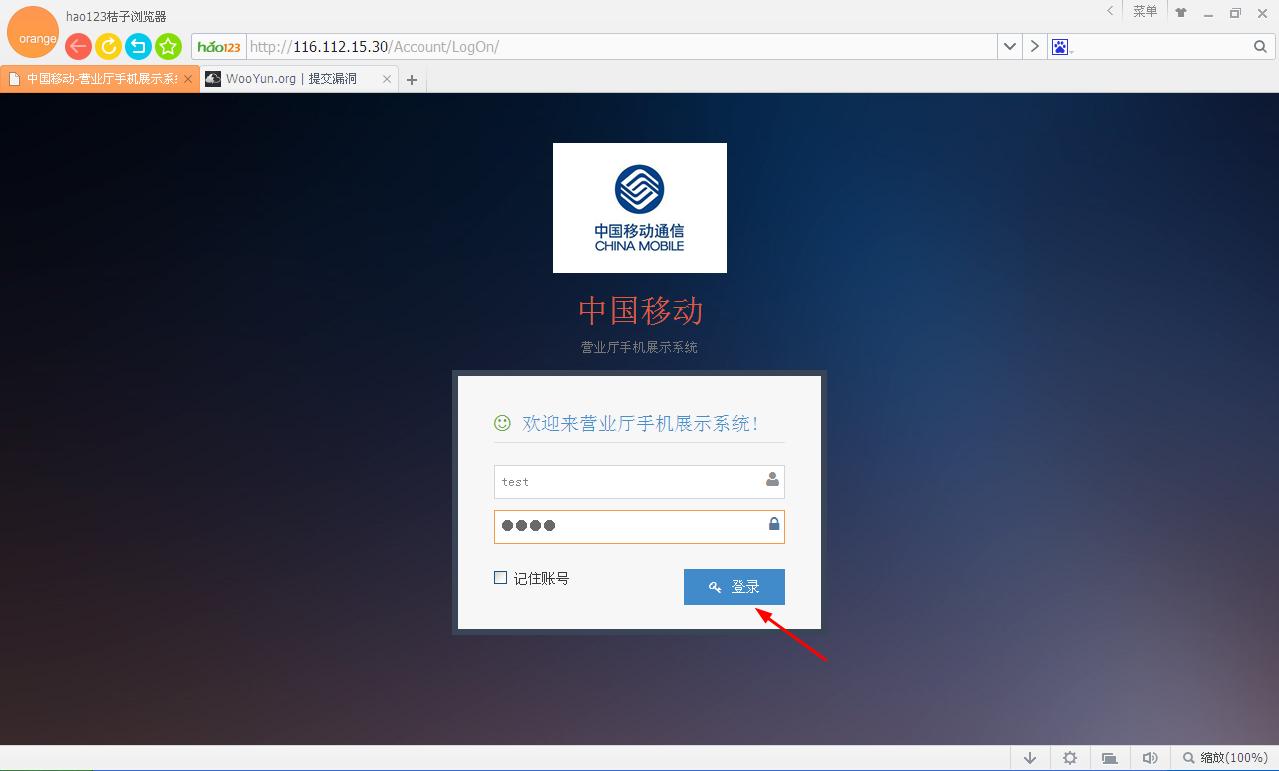 hao123桔子浏览器
菜单
orange
hao123
http://116.112.15.30/Account/LogOn/
中国移动-营业厅手机展示系
WooYun.org | 提交漏洞
中国移动通信
CHINA MOBILE
中国移动
营业厅手机展示系统
欢迎来营业厅手机展示系统!
test
记住账号
登录
缩放(100%)